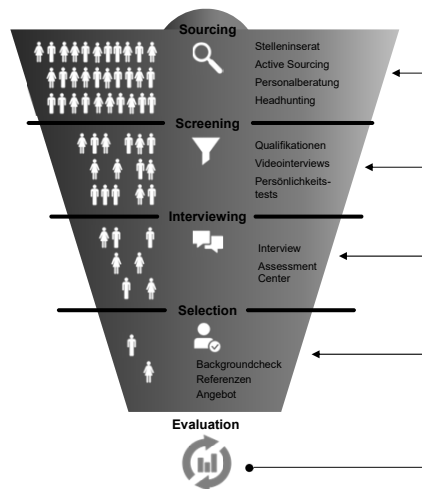 Sourcing
Stelleninserat
Active Sourcing
Personalberatung
Headhunting
Screening
Qualifikationen
Videointerviews
Persönlichkeits-
tests
Interviewing
Interview
Assessment
Center
Selection
Backgroundcheck
Referenzen
Angebot
Evaluation